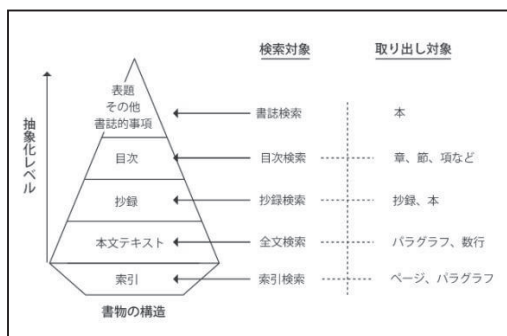 検索対象
取り出し対象
抽象化レベル
表題
その他
書誌的事項
書誌検索
本
目次
目次検索
章、節、項など
抄録
抄録検索
抄録、本
本文テキスト
全文検索
パラグラフ、数行
索引
索引検索
ページ、パラグラフ
書物の構造